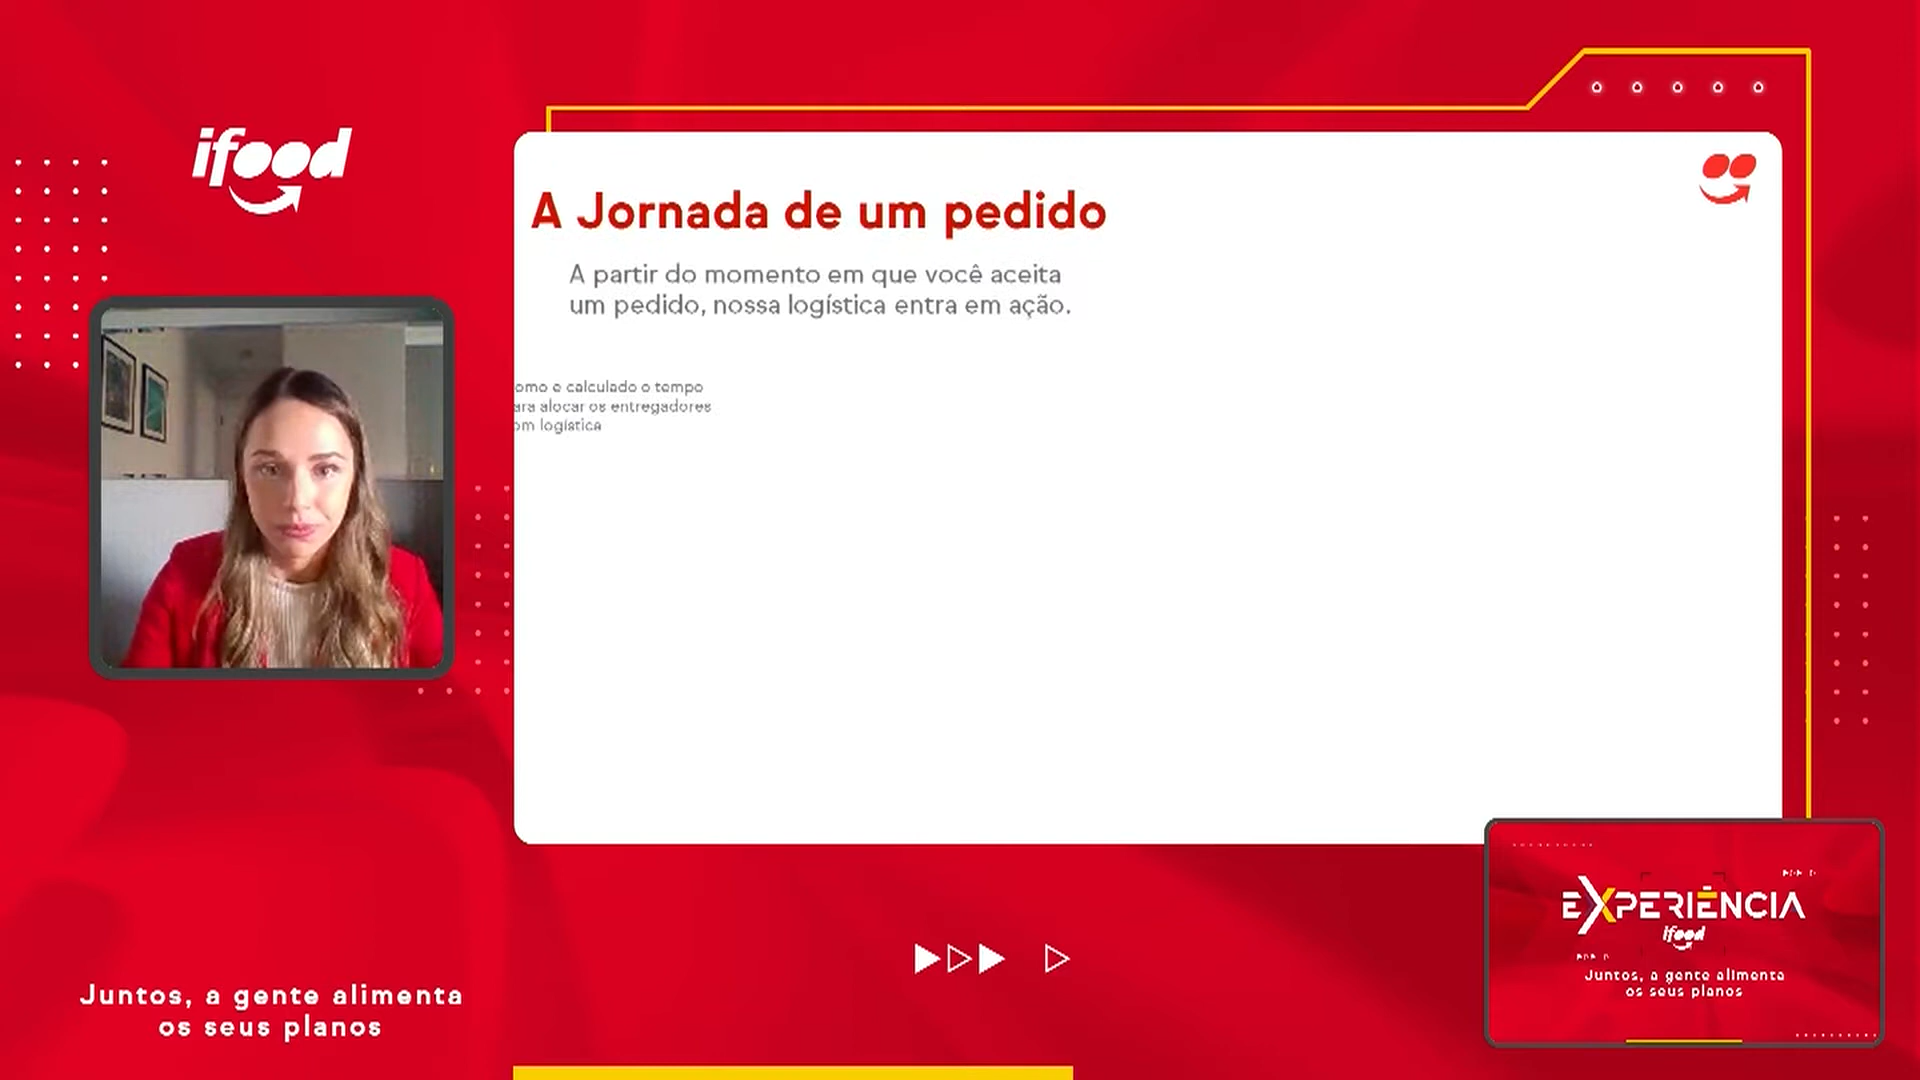 ifood
A Jornada de um pedido
A partir do momento em que você aceita
um pedido, nossa logística entra em ação.
omo e calculado o tempo
ara alocar os entregadores
om logística
EXPERIÊNCIA
ifood
Juntos, a gente alimenta
os seus planos
Juntos, a gente alimenta
os seus planos